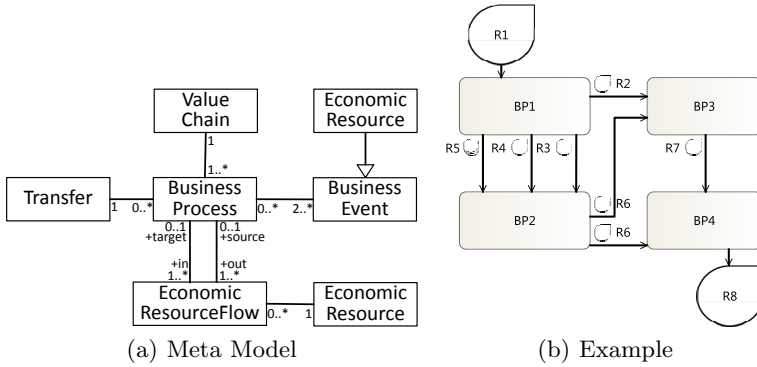 Value
Chain
1
1..*
Economic
Resource
Transfer
1
0..*
Business
Process
0..*
2..*
Business
Event
0..1
+target
0..1
+source
+in
1..*
+out
1..*
Economic
ResourceFlow
0..*
1
Economic
Resource
(a) Meta Model
R1
BP1
R2
BP3
R5
R4
R3
R7
BP2
R6
R6
BP4
R8
(b) Example